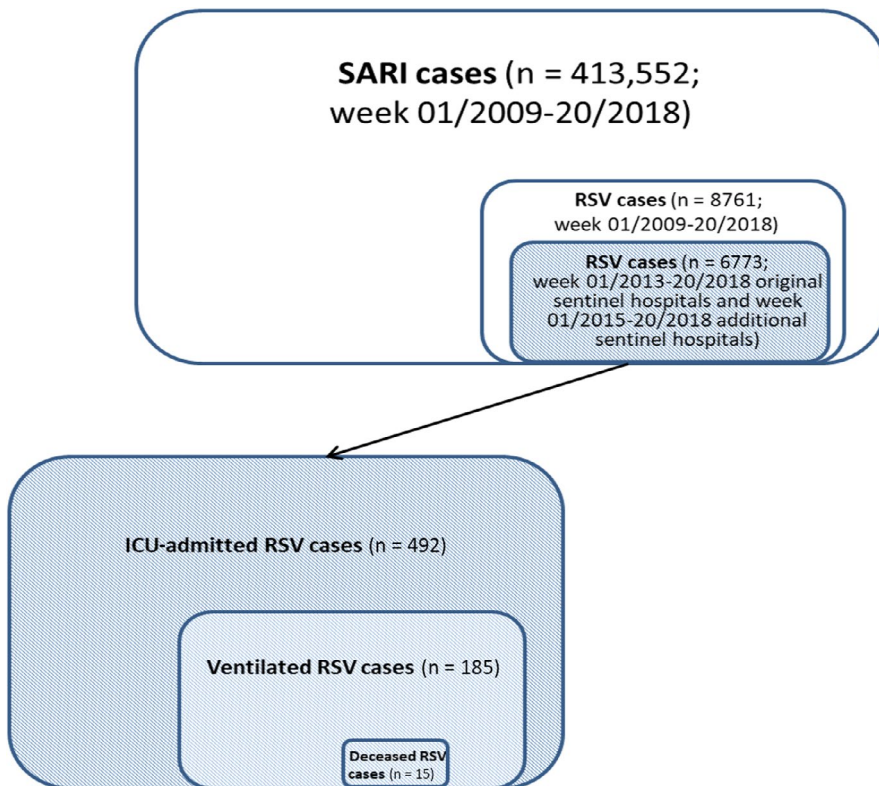 SARI cases (n = 413,552;
week 01/2009-20/2018)
RSV cases (n = 8761;
week 01/2009-20/2018)
RSV cases (n = 6773;
week 01/2013-20/2018 original
sentinel hospitals and week
01/2015-20/2018 additional
sentinel hospitals)
ICU-admitted RSV cases (n = 492)
Ventilated RSV cases (n = 185)
Deceased RSV
cases (n = 15)